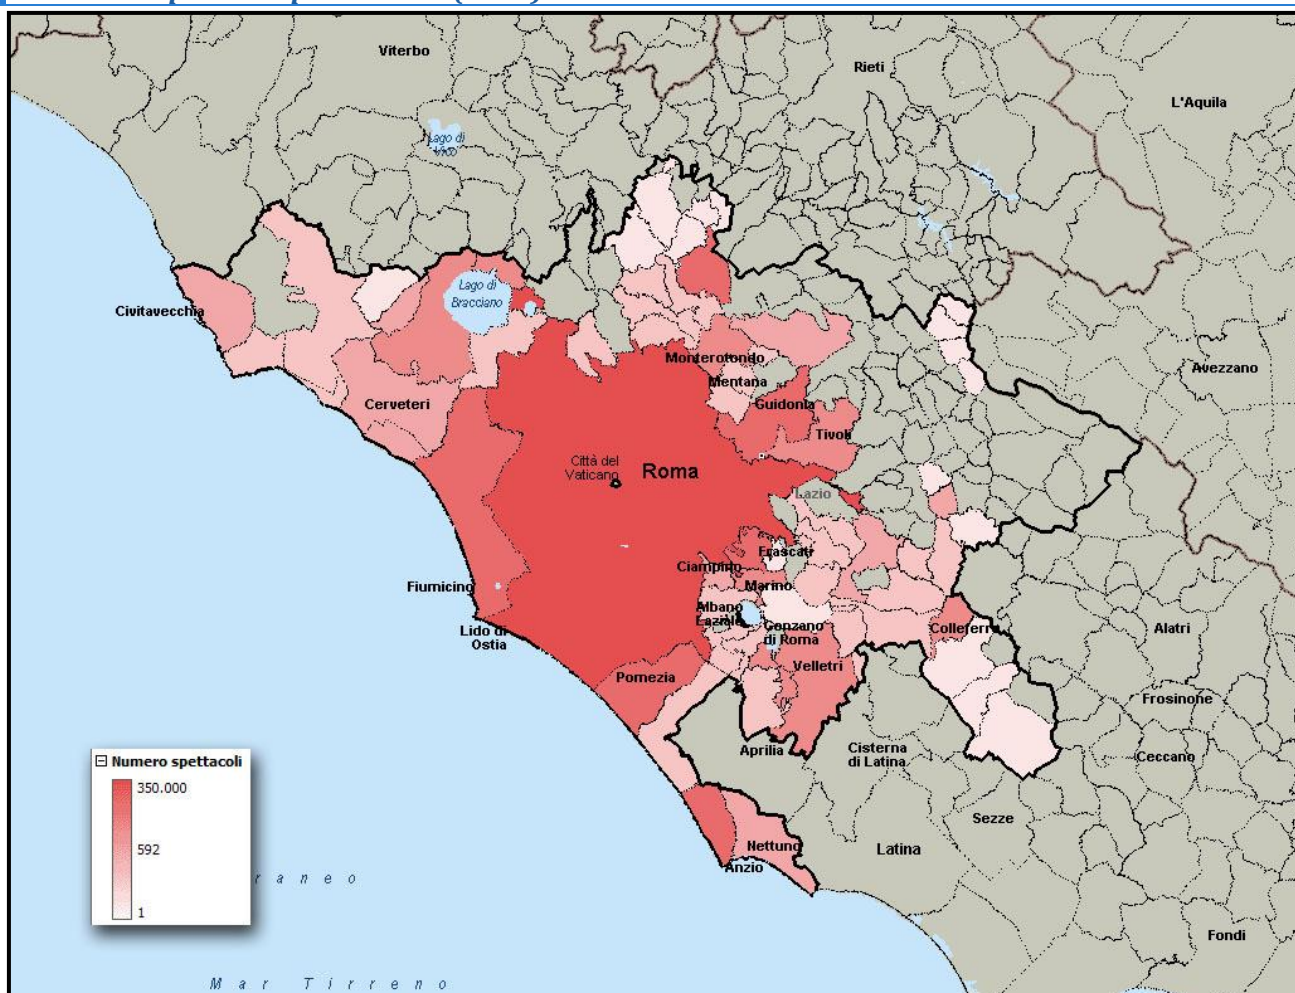 Viterbo
Rieti
L'Aquila
Lago di
Vico
Lago di
Bracciano
Civitavecchia
Monterotondo
Avezzano
Mentana
Cerveteri
Guidonia
Tivoli
Città del
Vaticano
Roma
Lazio
Frascati
Ciampino
Fiumicino
Marino
Albano
Laziale
Genzano
di Roma
Lido di
Ostia
Colleferro
Alatri
Velletri
Pomezia
Frosinone
Aprilia
Cisterna
di Latina
Ceccano
Numero spettacoli
350.000
592
1
Sezze
Nettuno
Latina
Anzio
r a n e o
Fondi
Mar Tirreno